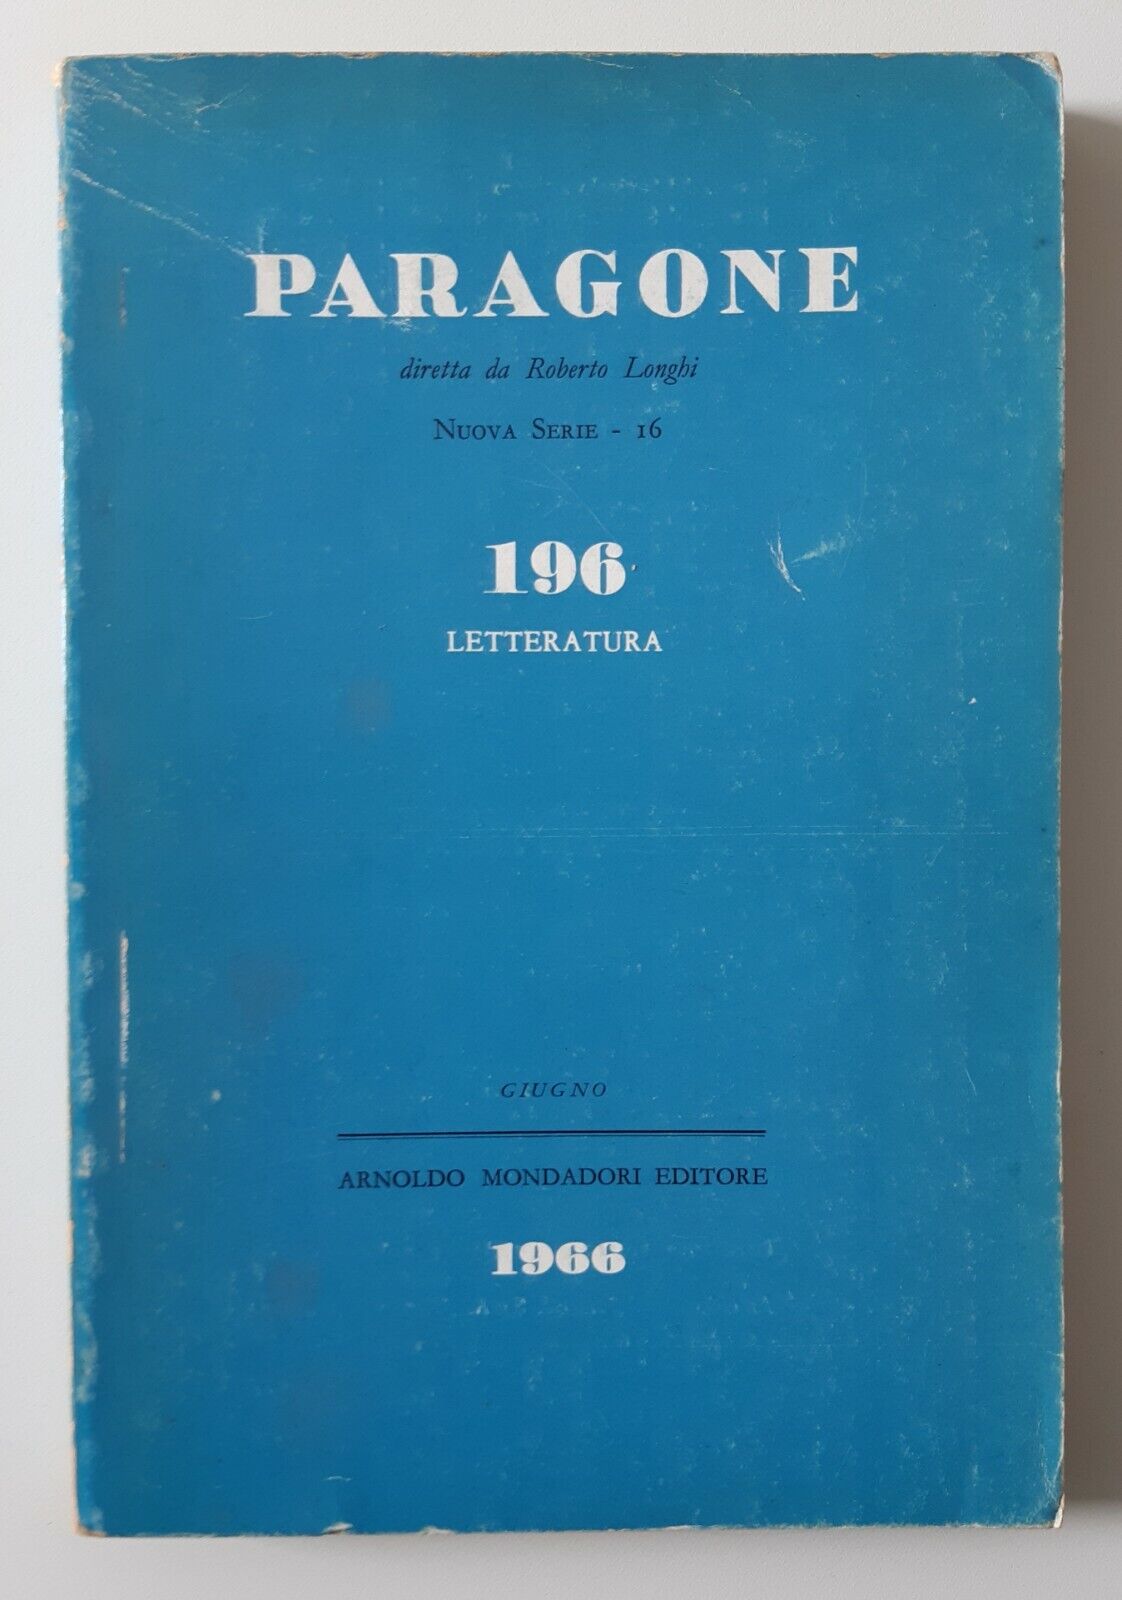 PARAGONE
diretta da Roberto Longhi
NUOVA SERIE - 16
196
LETTERATURA
GIUGNO
ARNOLDO MONDADORI EDITORE
1966